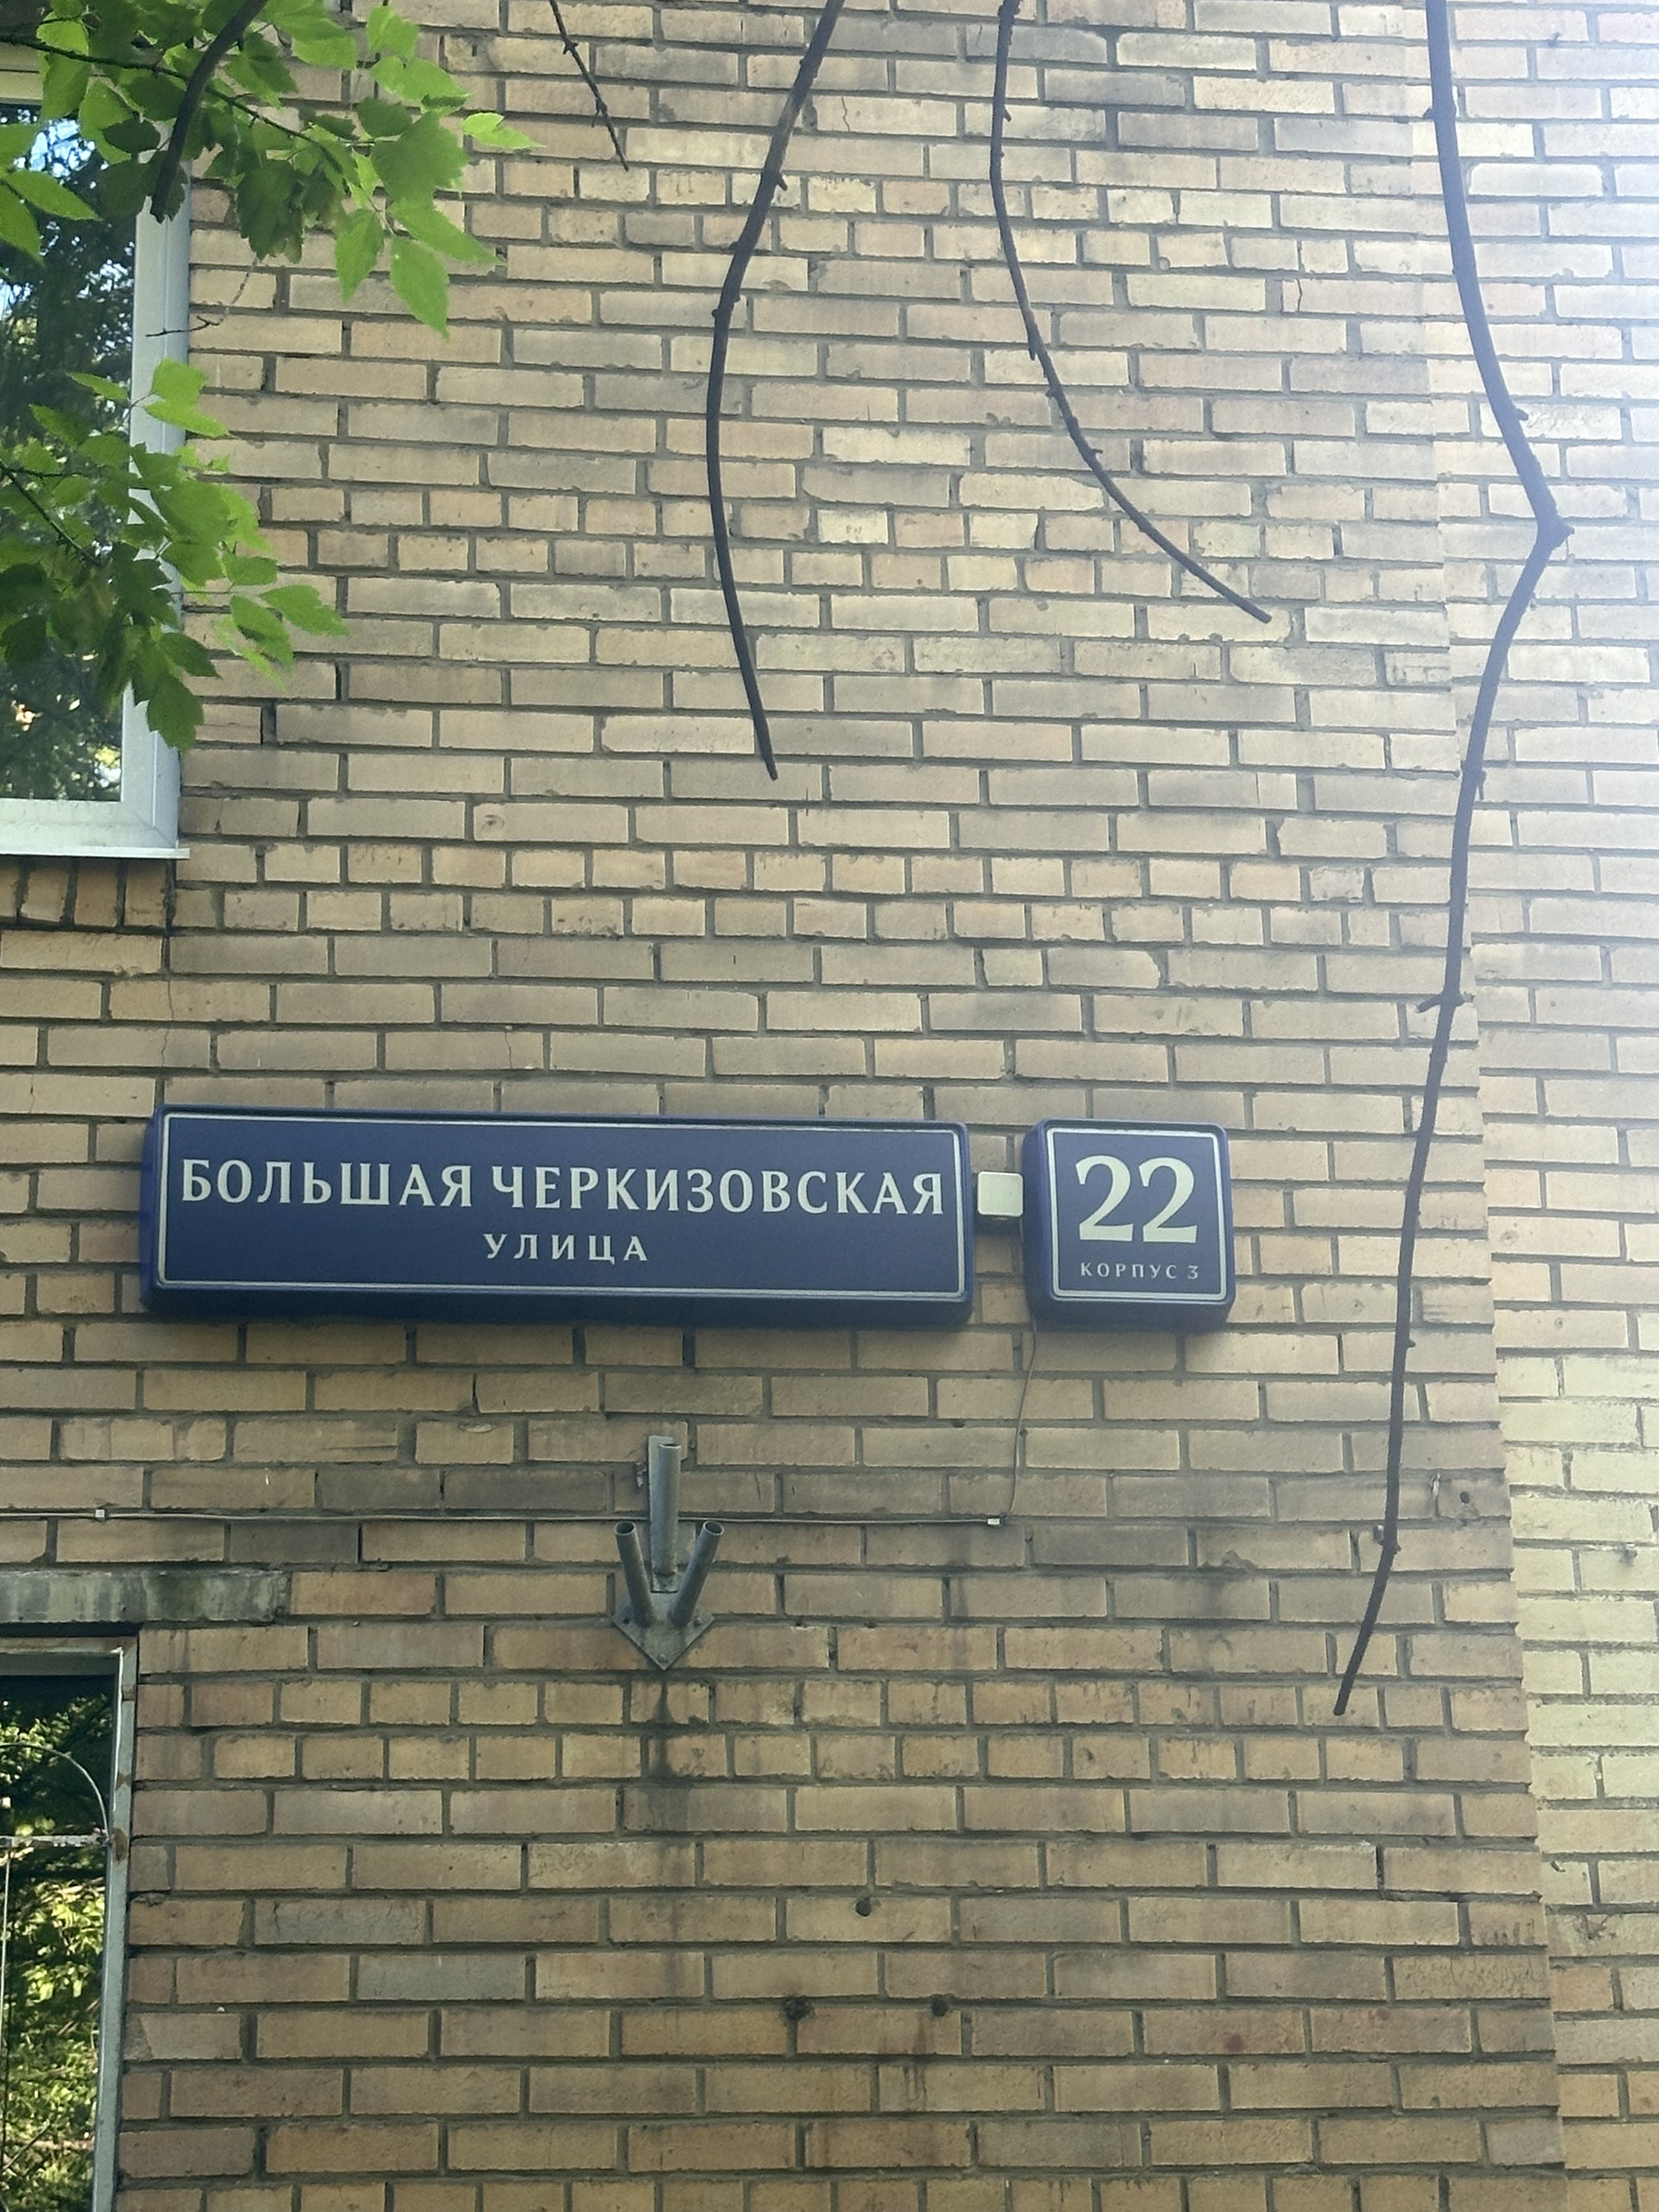 БОЛЬШАЯ ЧЕРКИЗОВСКАЯ
УЛИЦА
22
КОРПУС 3